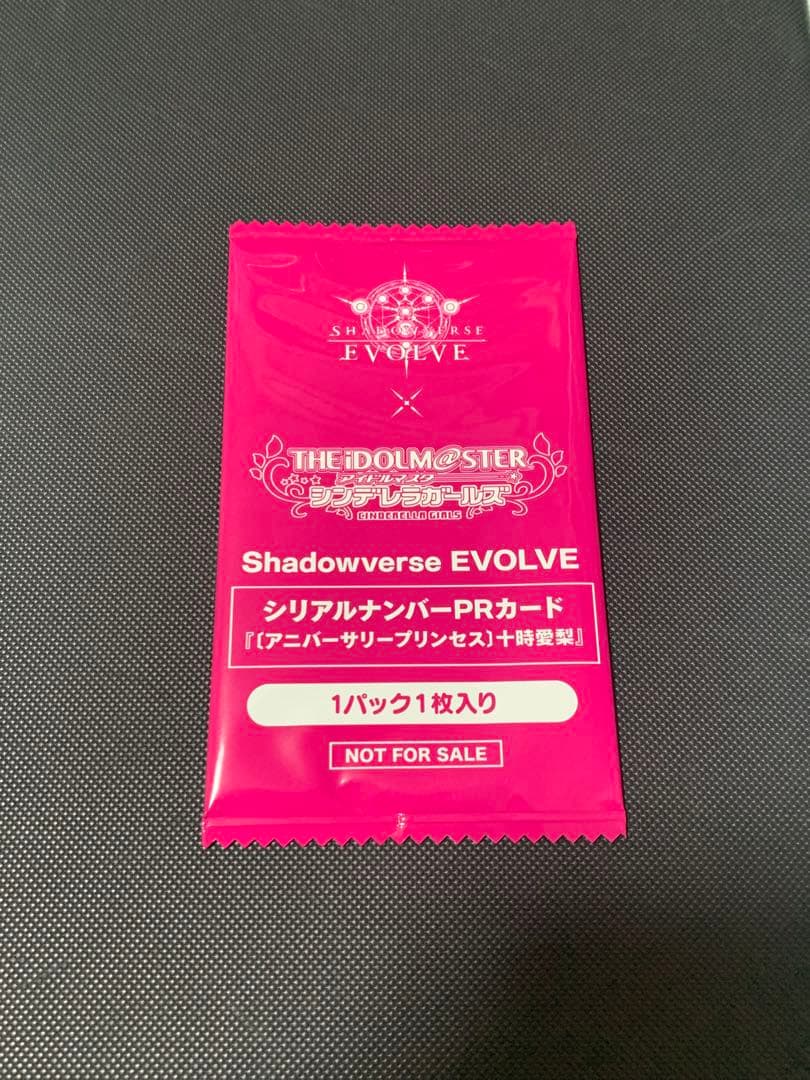 SHADOWVERSE
EVOLVE
×
THE iDOLM@STER
アイドルマスター
シンデレラガールズ
CINDERELLA GIRLS
Shadowverse EVOLVE
シリアルナンバーPRカード
『〔アニバーサリープリンセス〕十時愛梨』
1パック1枚入り
NOT FOR SALE